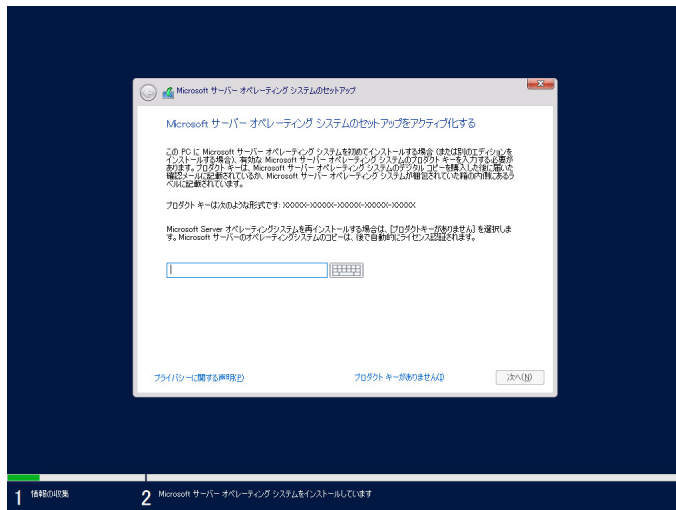 Microsoft サーバー オペレーティング システムのセットアップ
Microsoft サーバー オペレーティング システムのセットアップをアクティブ化する
この PC に Microsoft サーバー オペレーティング システムを初めてインストールする場合 (または別のエディションを
インストールする場合)、有効な Microsoft サーバー オペレーティング システムのプロダクト キーを入力する必要が
あります。プロダクト キーは、Microsoft サーバー オペレーティング システムのデジタル コピーを購入した後に届いた
確認メールに記載されているか、Microsoft サーバー オペレーティング システムが梱包されていた箱の内側にあるラ
ベルに記載されています。
プロダクト キーは次のような形式です: XXXXX-XXXXX-XXXXX-XXXXX-XXXXX
Microsoft Server オペレーティングシステムを再インストールする場合は、[プロダクトキーがありません] を選択しま
す。Microsoft サーバーのオペレーティングシステムのコピーは、後で自動的にライセンス認証されます。
プライバシーに関する声明(P)
プロダクト キーがありません(I)
次へ(N)
1 情報の収集
2 Microsoft サーバー オペレーティング システムをインストールしています